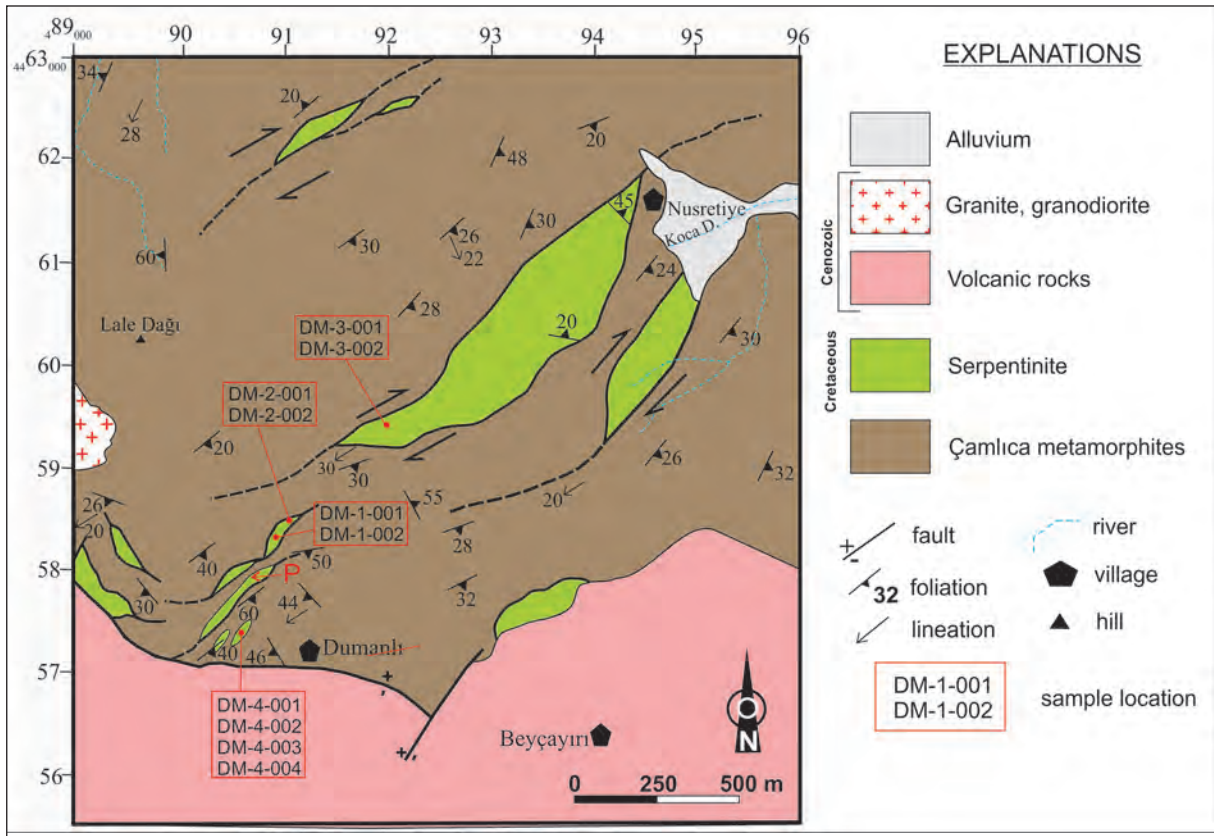 ⁴89000 90 91 92 93 94 95 96
⁴⁴63000
62
61
60
59
58
57
56
34
28
20
20
48
45
Nusretiye
Koca D.
30
26
22
30
60
24
28
Lale Dağı
20
30
DM-3-001
DM-3-002
DM-2-001
DM-2-002
20
30
30
26
32
55
20
26
20
DM-1-001
DM-1-002
28
50
40
P
30
44
32
60
40
46
Dumanlı
+
-
DM-4-001
DM-4-002
DM-4-003
DM-4-004
Beyçayırı
+
N
0 250 500 m
EXPLANATIONS
Alluvium
Cenozoic
Granite, granodiorite
Volcanic rocks
Cretaceous
Serpentinite
Çamlıca metamorphites
+
-
fault
32 foliation
lineation
river
village
hill
DM-1-001
DM-1-002
sample location